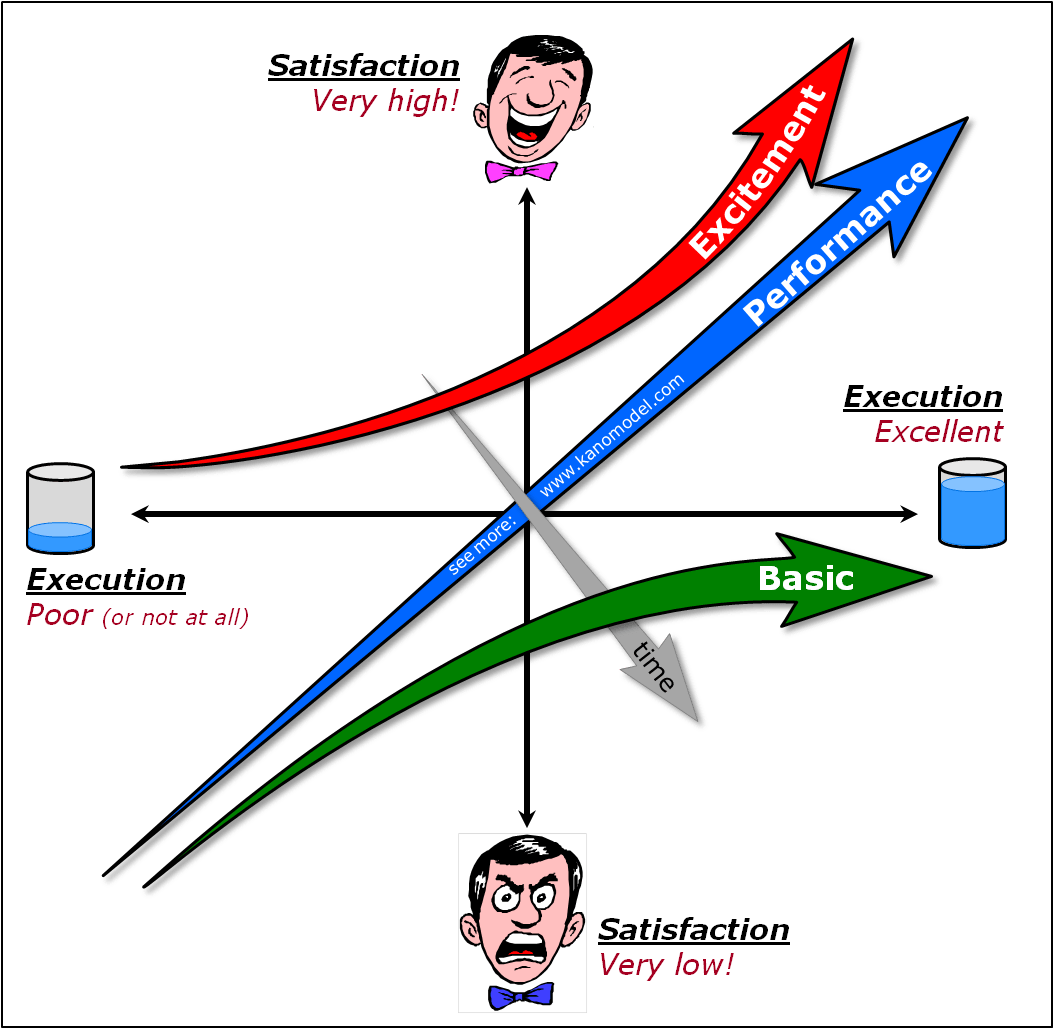 Satisfaction
Very high!
Excitement
Performance
www.kanomodel.com
see more:
Execution
Excellent
Execution
Poor (or not at all)
Basic
time
Satisfaction
Very low!